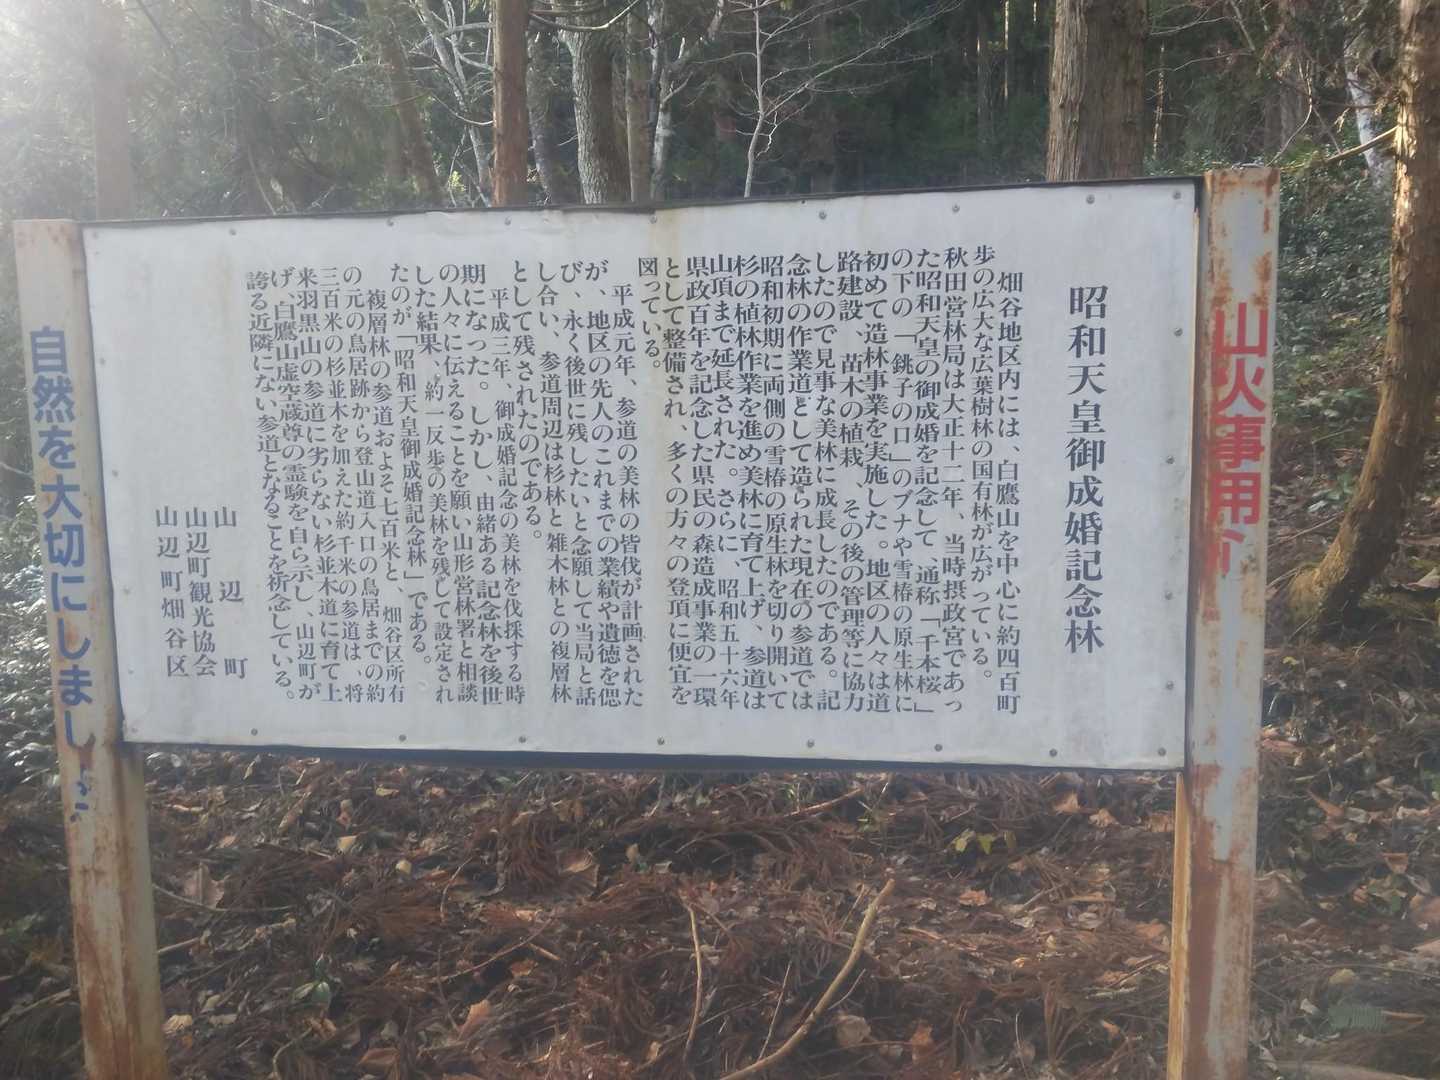 昭和天皇御成婚記念林
畑谷地区内には、白鷹山を中心に約四百町
歩の広大な広葉樹林の国有林が広がっている。
秋田営林局は大正十二年、当時摂政宮であっ
た昭和天皇の御成婚を記念して、通称「千本桜」
の下の「銚子の口」のブナや雪椿の原生林に
初めて造林事業を実施した。地区の人々は道
路建設、苗木の植栽、その後の管理等に協力
したので見事な美林に成長したのである。記
念林の作業道として造られた現在の参道では
昭和初期に両側の雪椿の原生林を切り開いて
杉の植林作業を進め美林に育て上げ、参道は
山頂まで延長された。さらに、昭和五十六年
県政百年を記念した県民の森造成事業の一環
として整備され、多くの方々の登頂に便宜を
図っている。
平成元年、参道の美林の皆伐が計画された
が、地区の先人のこれまでの業績や遺徳を偲
び、永く後世に残したいと念願して当局と話
し合い、参道周辺は杉林と雑木林との複層林
として残されたのである。
平成三年、御成婚記念の美林を伐採する時
期になった。しかし、由緒ある記念林を後世
の人々に伝えることを願い山形営林署と相談
した結果、約一反歩の美林を残して設定され
たのが「昭和天皇御成婚記念林」である。
複層林の参道およそ七百米と、畑谷区所有
の元の鳥居跡から登山道入口の鳥居までの約
三百米の杉並木を加えた約千米の参道は、将
来羽黒山の参道に劣らない杉並木道に育て上
げ、白鷹山虚空蔵尊の霊験を自ら示し、山辺町が
誇る近隣にない参道となることを祈念している。
山辺町
山辺町観光協会
山辺町畑谷区
山火事用心
自然を大切にしまし